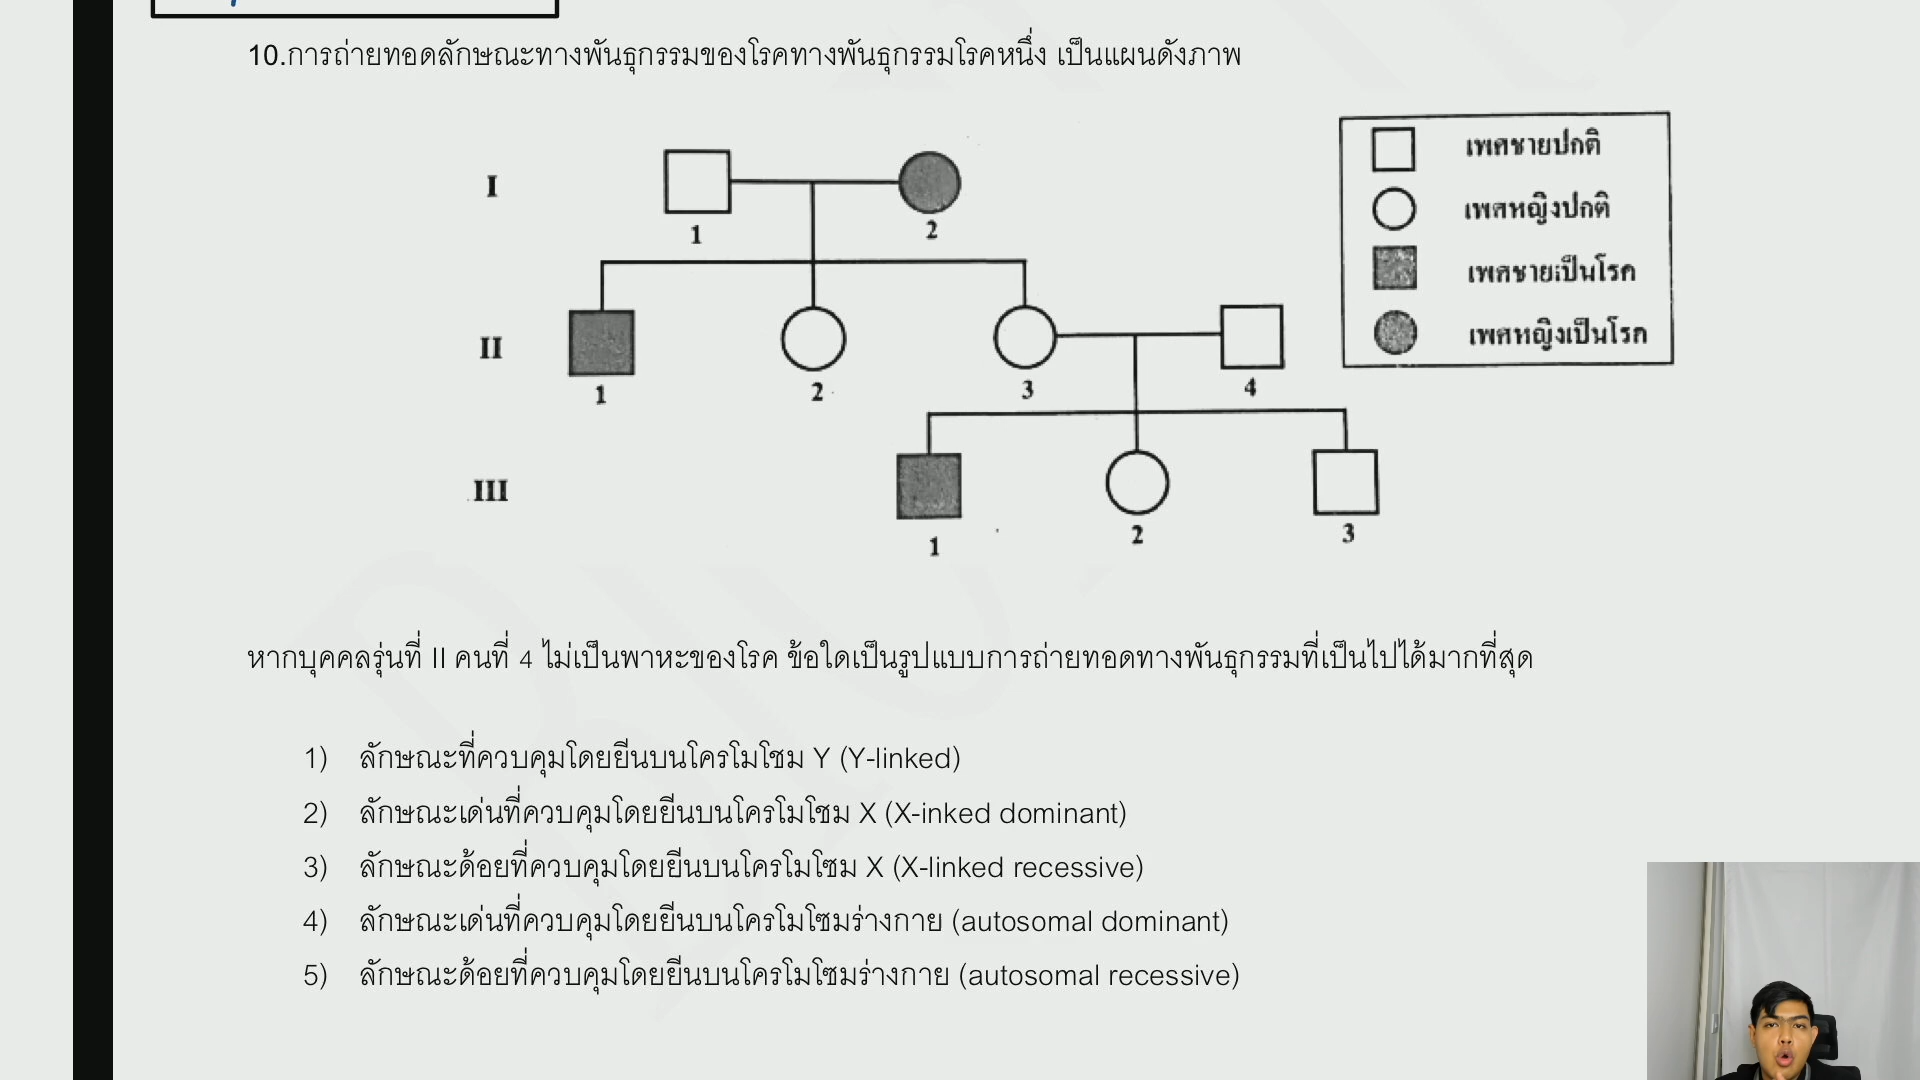 10.การถ่ายทอดลักษณะทางพันธุกรรมของโรคทางพันธุกรรมโรคหนึ่ง เป็นแผนดังภาพ
เพศชายปกติ
เพศหญิงปกติ
เพศชายเป็นโรค
เพศหญิงเป็นโรค
I
1
2
II
1
2
3
4
III
1
2
3
หากบุคคลรุ่นที่ II คนที่ 4 ไม่เป็นพาหะของโรค ข้อใดเป็นรูปแบบการถ่ายทอดทางพันธุกรรมที่เป็นไปได้มากที่สุด
1) ลักษณะที่ควบคุมโดยยีนบนโครโมโซม Y (Y-linked)
2) ลักษณะเด่นที่ควบคุมโดยยีนบนโครโมโซม X (X-inked dominant)
3) ลักษณะด้อยที่ควบคุมโดยยีนบนโครโมโซม X (X-linked recessive)
4) ลักษณะเด่นที่ควบคุมโดยยีนบนโครโมโซมร่างกาย (autosomal dominant)
5) ลักษณะด้อยที่ควบคุมโดยยีนบนโครโมโซมร่างกาย (autosomal recessive)